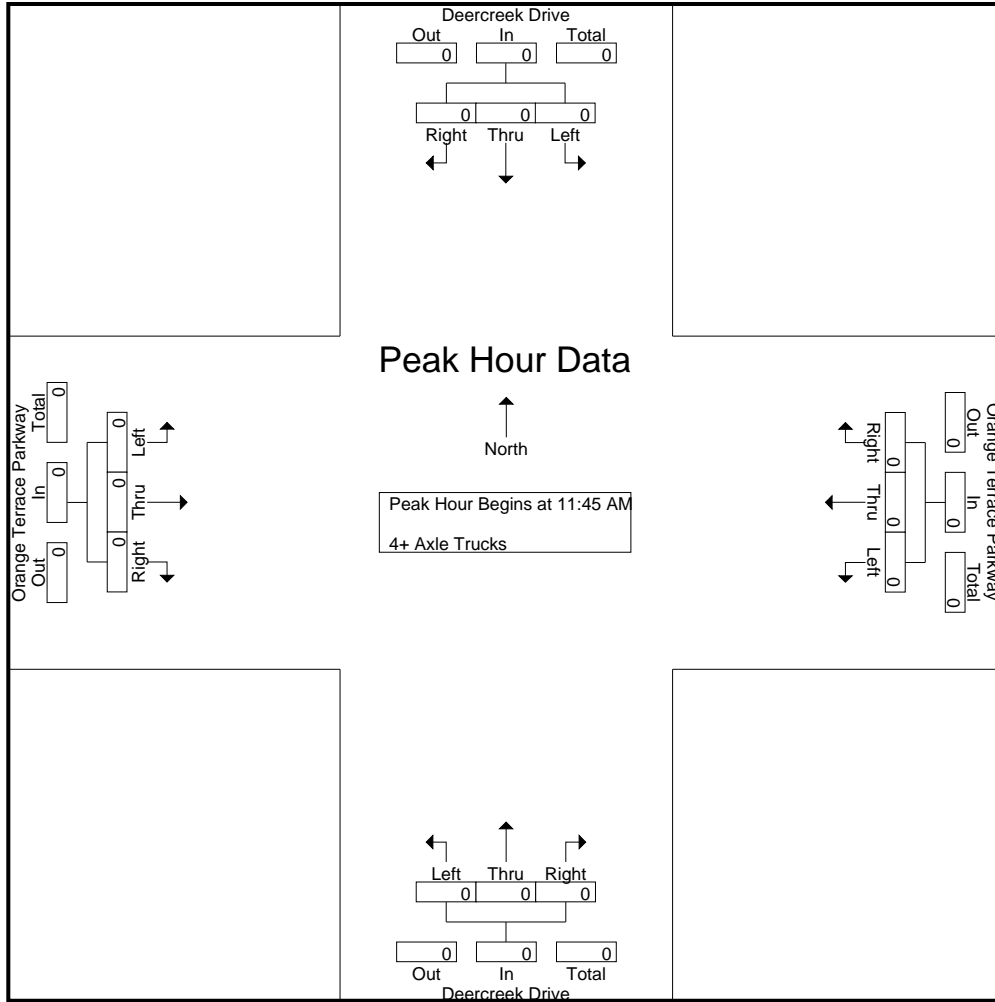 Deercreek Drive
Out In Total
0 0 0
0 0 0
Right Thru Left
Peak Hour Data
North
Peak Hour Begins at 11:45 AM
4+ Axle Trucks
Orange Terrace Parkway
Total In Out
0 0 0
0 0 0
Left Thru Right
Right Thru Left
0 0 0
0 0 0
Out In Total
Orange Terrace Parkway
Left Thru Right
0 0 0
0 0 0
Out In Total
Deercreek Drive